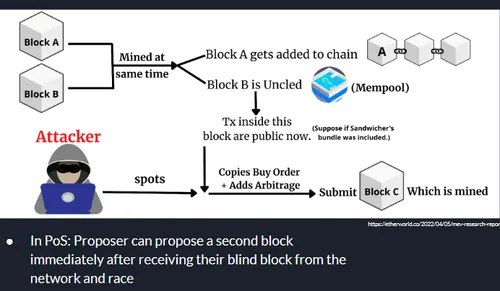 Block A
Block B
Mined at
same time
Block A gets added to chain
A
Block B is Uncled
(Mempool)
Tx inside this
block are public now.
(Suppose if Sandwicher's
bundle was included.)
Attacker
spots
Copies Buy Order
+ Adds Arbitrage
Submit
Block C
Which is mined
https://etherworld.co/2022/04/05/mev-research-repor
● In PoS: Proposer can propose a second block
immediately after receiving their blind block from the
network and race